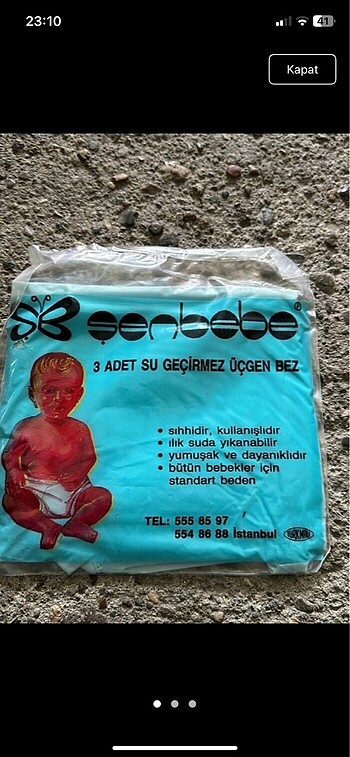 23:10
41
Kapat
şenbebe®
3 ADET SU GEÇİRMEZ ÜÇGEN BEZ
• sıhhidir, kullanışlıdır
• ılık suda yıkanabilir
• yumuşak ve dayanıklıdır
• bütün bebekler için
standart beden
TEL: 555 85 97
554 86 88 İstanbul